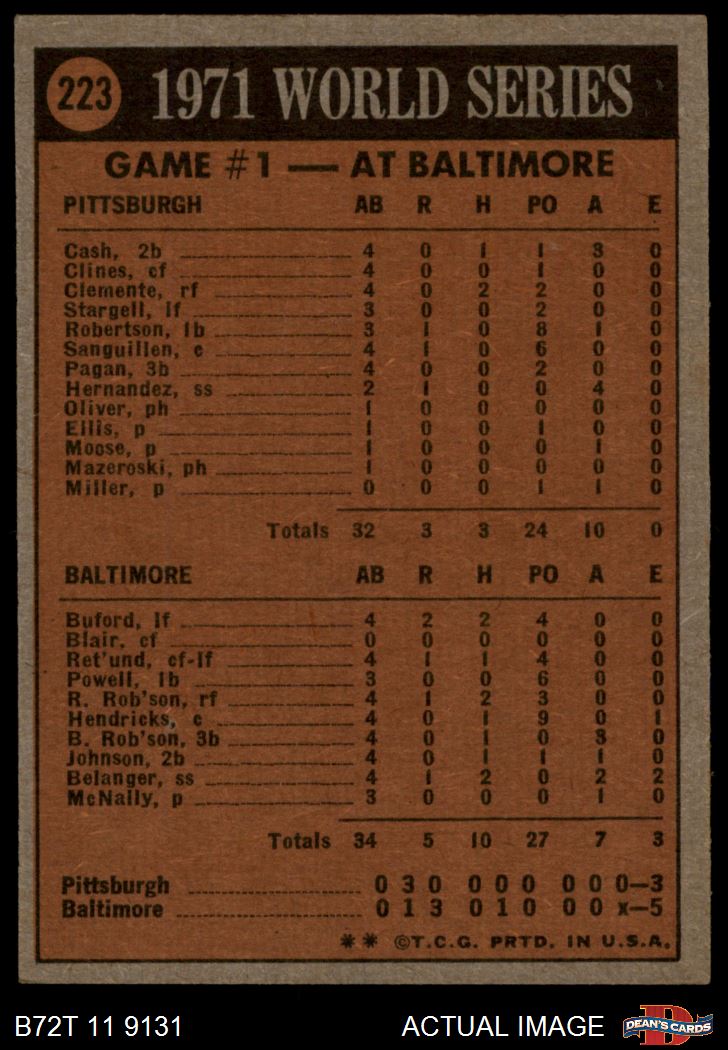 223 1971 WORLD SERIES
GAME #1 — AT BALTIMORE
PITTSBURGH AB R H PO A E
Cash, 2b 4 0 1 1 3 0
Clines, cf 4 0 0 1 0 0
Clemente, rf 4 0 2 2 0 0
Stargell, lf 3 0 0 2 0 0
Robertson, 1b 3 1 0 8 1 0
Sanguillen, c 4 1 0 6 0 0
Pagan, 3b 4 0 0 2 0 0
Hernandez, ss 2 1 0 0 4 0
Oliver, ph 1 0 0 0 0 0
Ellis, p 1 0 0 1 0 0
Moose, p 1 0 0 0 1 0
Mazeroski, ph 1 0 0 0 0 0
Miller, p 0 0 0 1 1 0
Totals 32 3 3 24 10 0
BALTIMORE AB R H PO A E
Buford, lf 4 2 2 4 0 0
Blair, cf 0 0 0 0 0 0
Ret'und, cf-lf 4 1 1 4 0 0
Powell, 1b 3 0 0 6 0 0
R. Rob'son, rf 4 1 2 3 0 0
Hendricks, c 4 0 1 9 0 1
B. Rob'son, 3b 4 0 1 0 3 0
Johnson, 2b 4 0 1 1 1 0
Belanger, ss 4 1 2 0 2 2
McNally, p 3 0 0 0 1 0
Totals 34 5 10 27 7 3
Pittsburgh 0 3 0 0 0 0 0 0 0—3
Baltimore 0 1 3 0 1 0 0 0 x—5
** ©T.C.G. PRTD. IN U.S.A.
B72T 11 9131 ACTUAL IMAGE DEAN'S CARDS